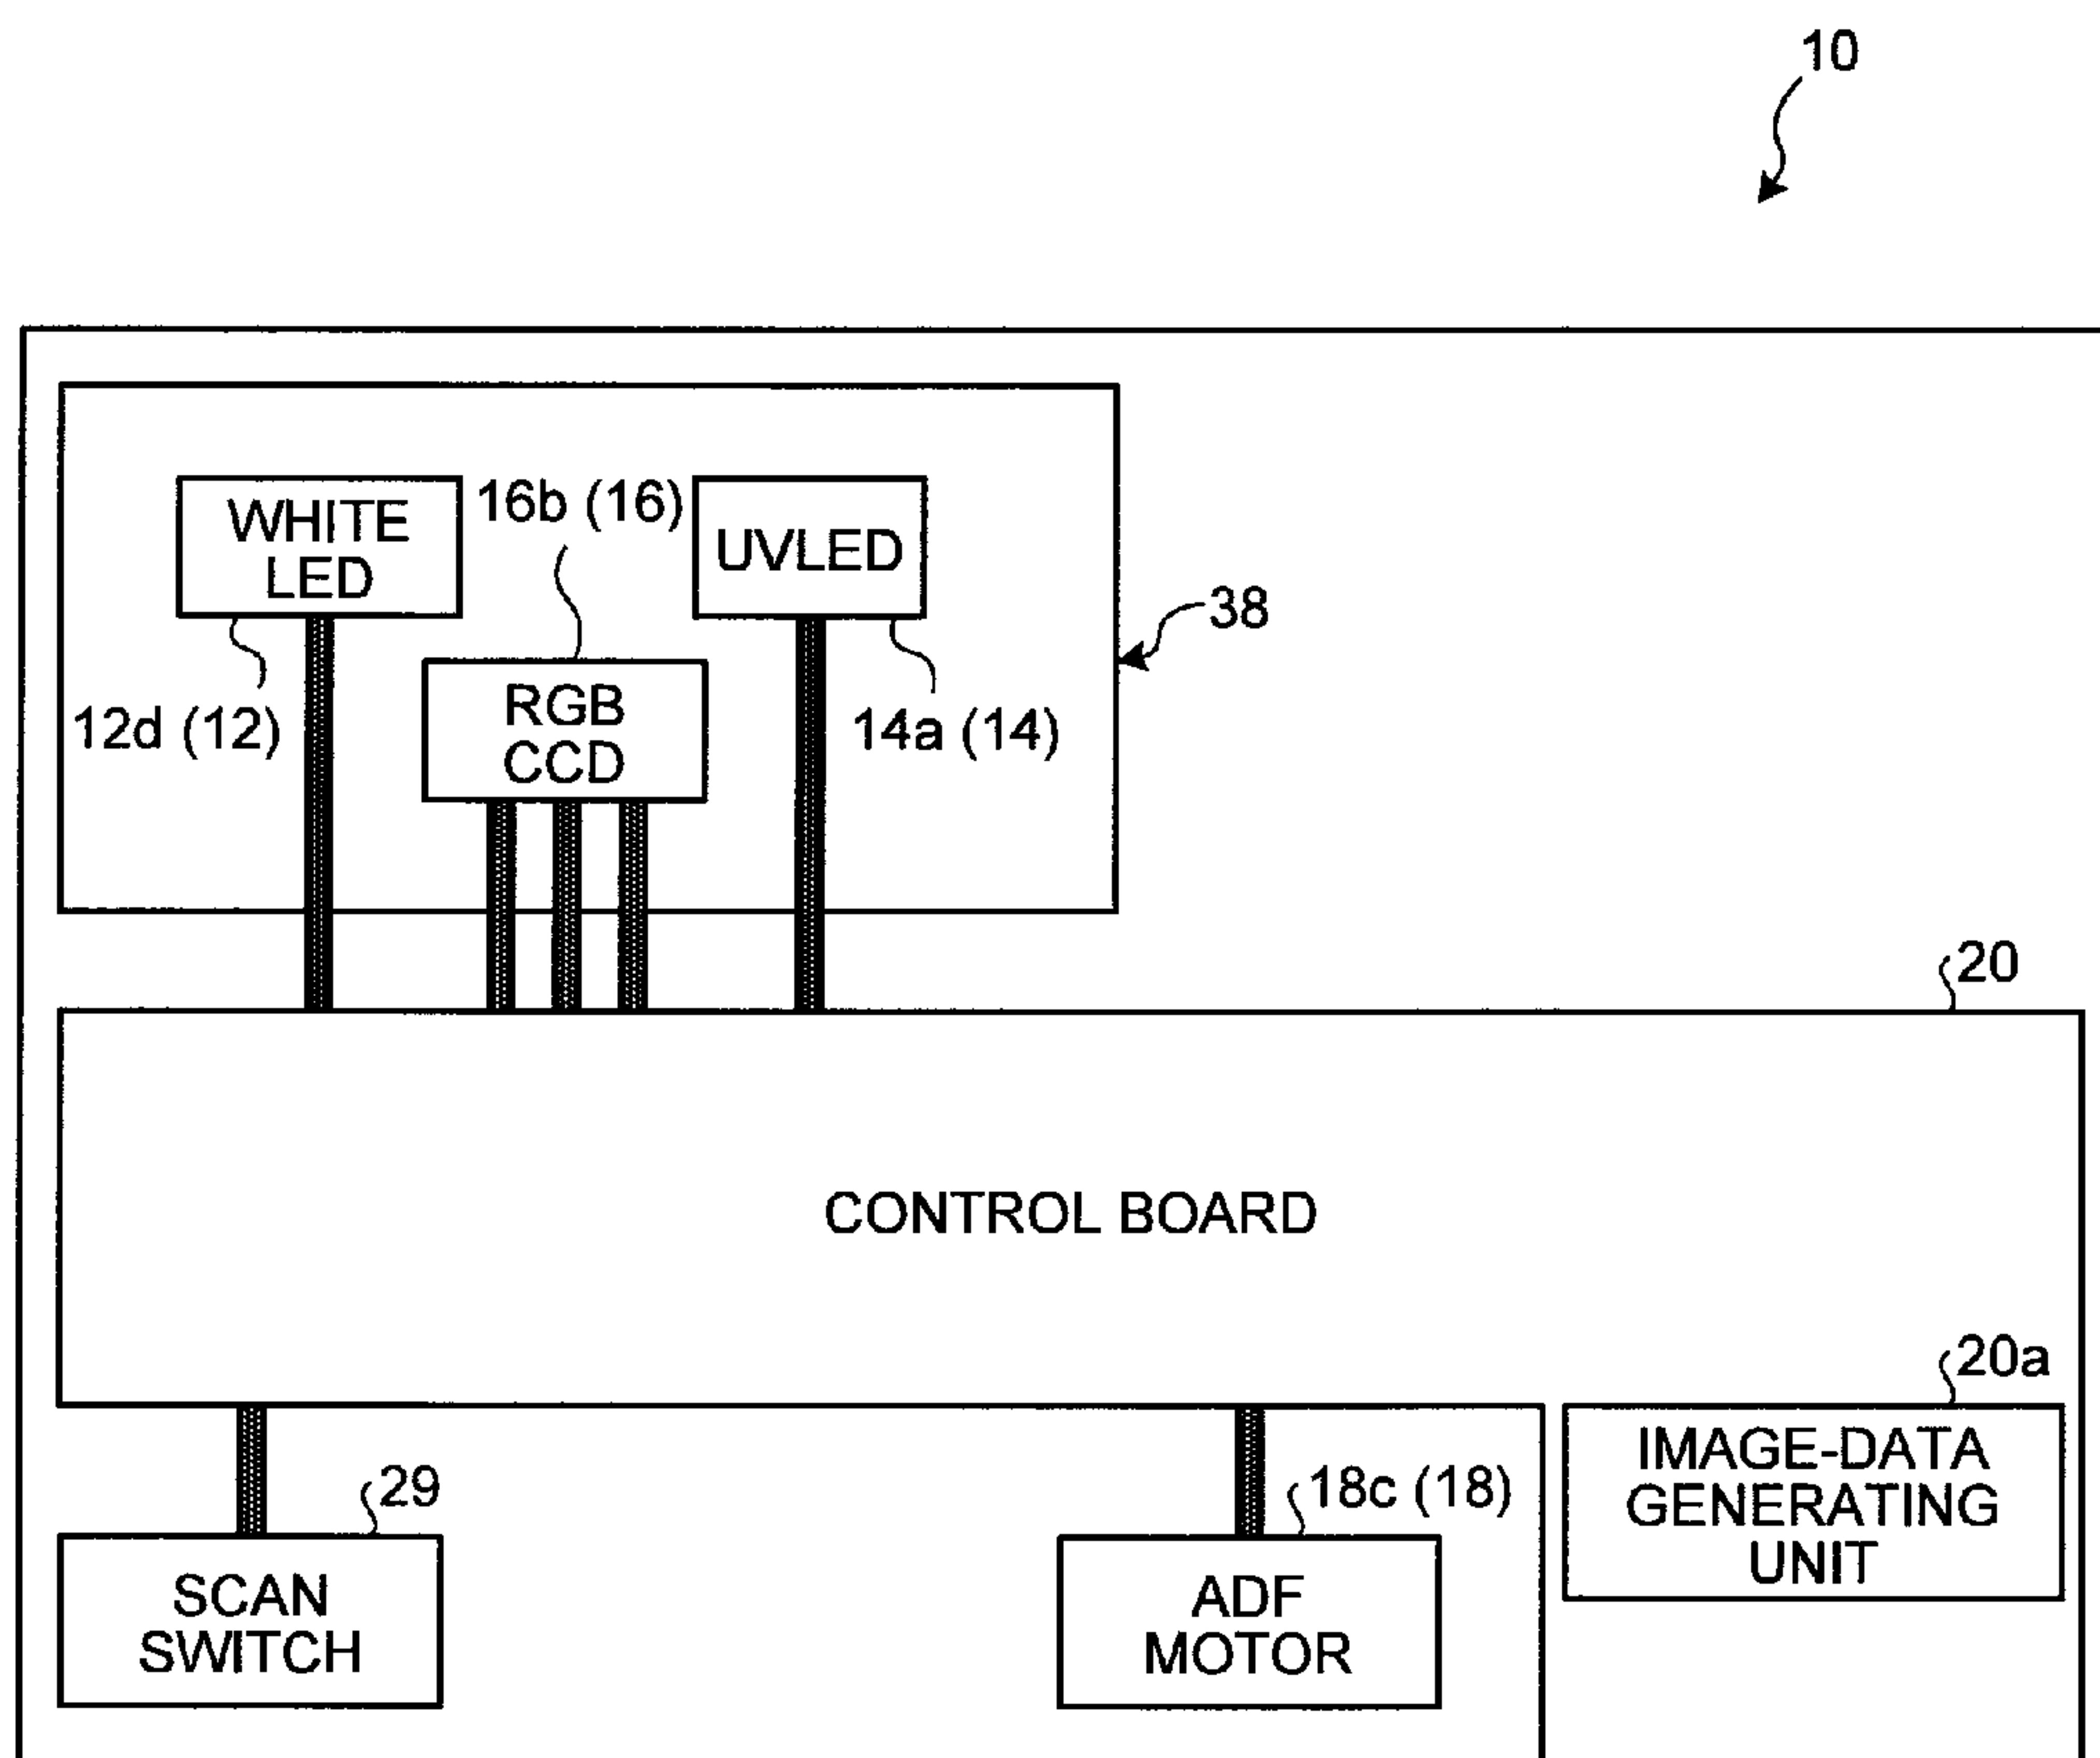 10
WHITE
LED
16b (16)
UVLED
38
12d (12)
RGB
CCD
14a (14)
20
CONTROL BOARD
20a
IMAGE-DATA
GENERATING
UNIT
29
SCAN
SWITCH
18c (18)
ADF
MOTOR